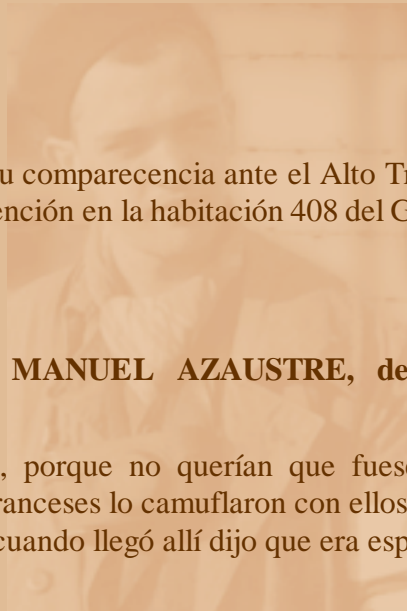 u comparecencia ante el Alto Tr
ención en la habitación 408 del G
MANUEL AZAUSTRE, de
, porque no querían que fues
ranceses lo camuflaron con ellos
cuando llegó allí dijo que era esp